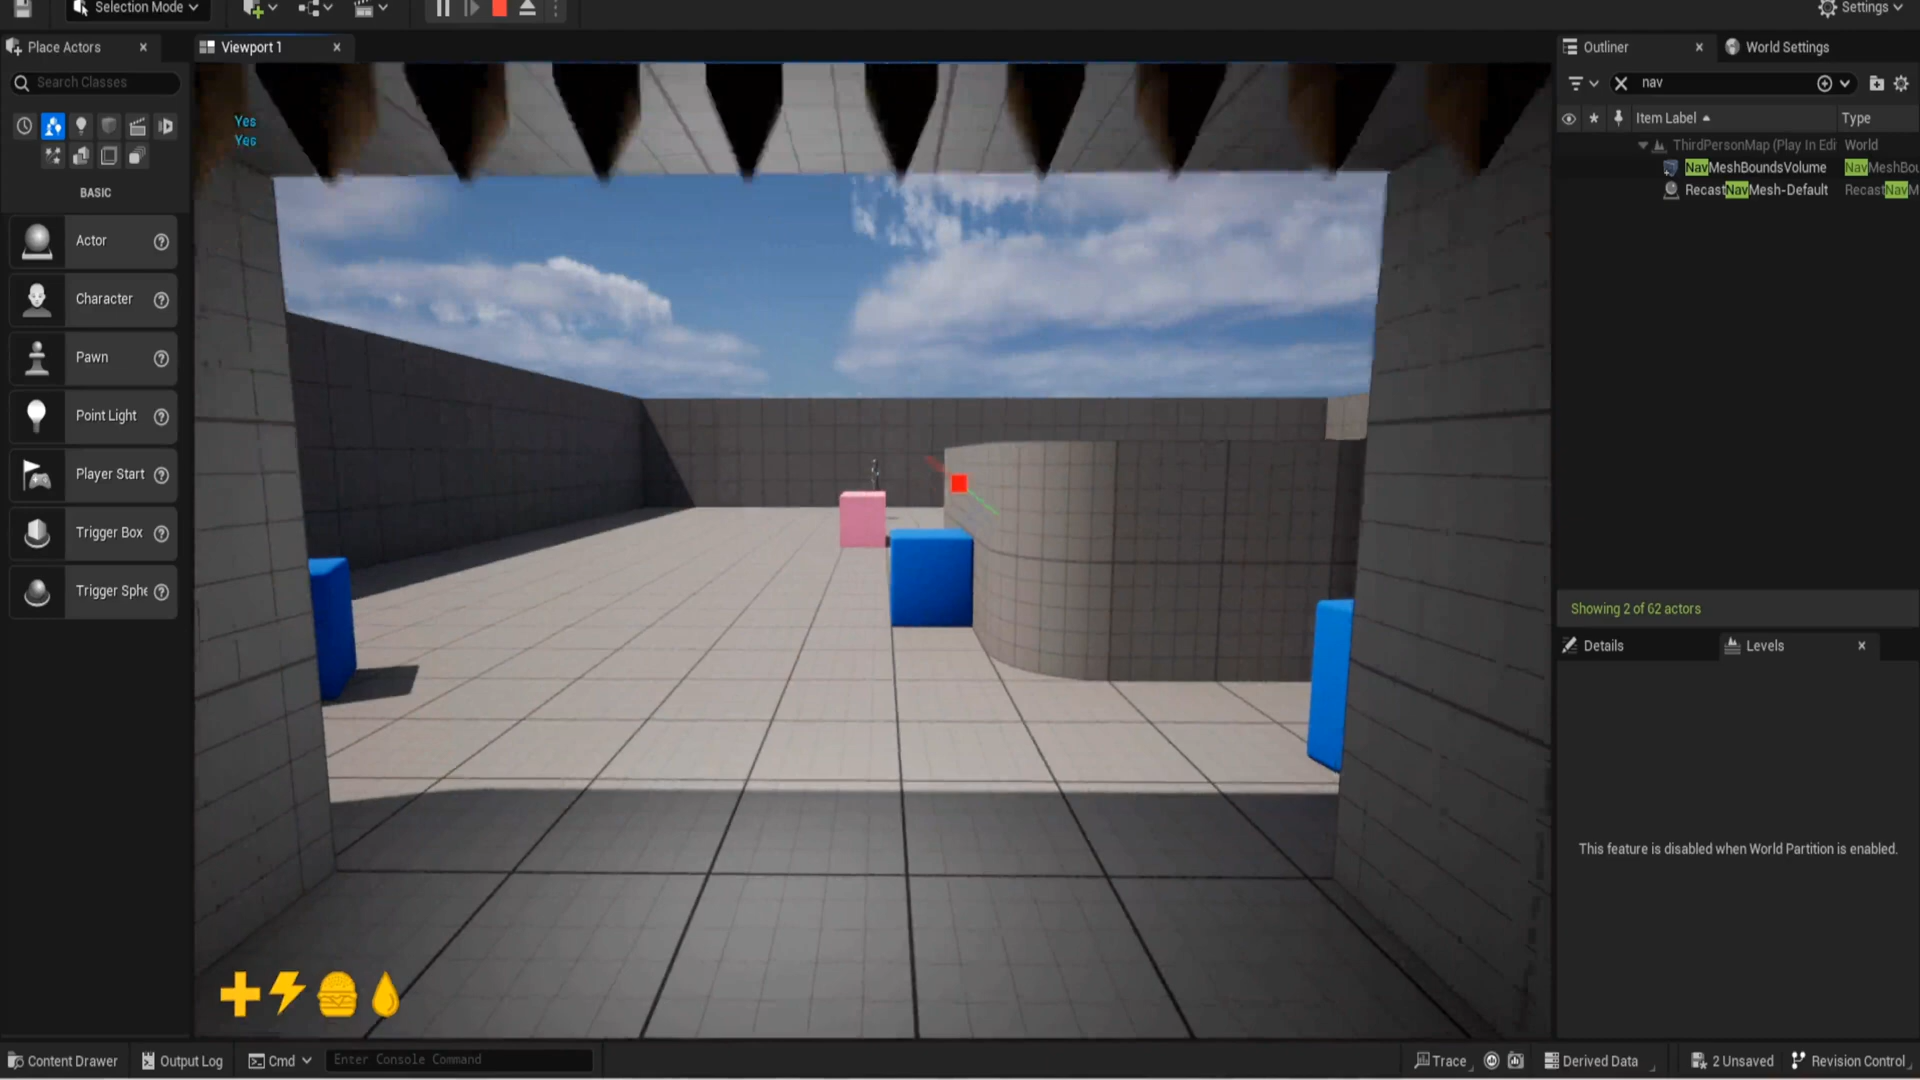 Selection Mode
Settings
Place Actors
Viewport 1
Outliner
World Settings
Search Classes
nav
Item Label
Type
Yes
Yes
ThirdPersonMap (Play In Edi
World
NavMeshBoundsVolume
NavMeshBou
RecastNavMesh-Default
RecastNavM
BASIC
Actor
Character
Pawn
Point Light
Player Start
Trigger Box
Trigger Sphe
Showing 2 of 62 actors
Details
Levels
This feature is disabled when World Partition is enabled.
Content Drawer
Output Log
Cmd
Enter Console Command
Trace
Derived Data
2 Unsaved
Revision Control